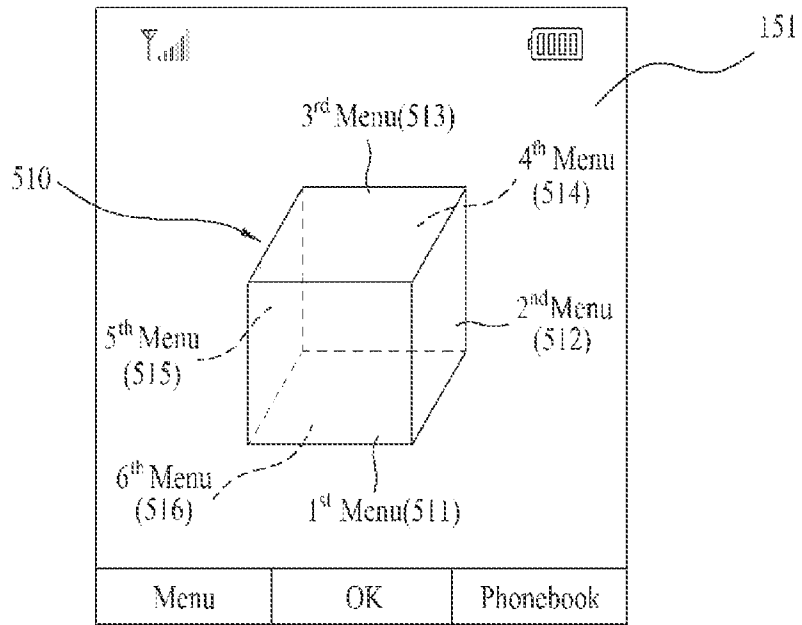 151
3rd Menu(513)
4th Menu
(514)
510
2nd Menu
(512)
5th Menu
(515)
6th Menu
(516)
1st Menu(511)
Menu
OK
Phonebook